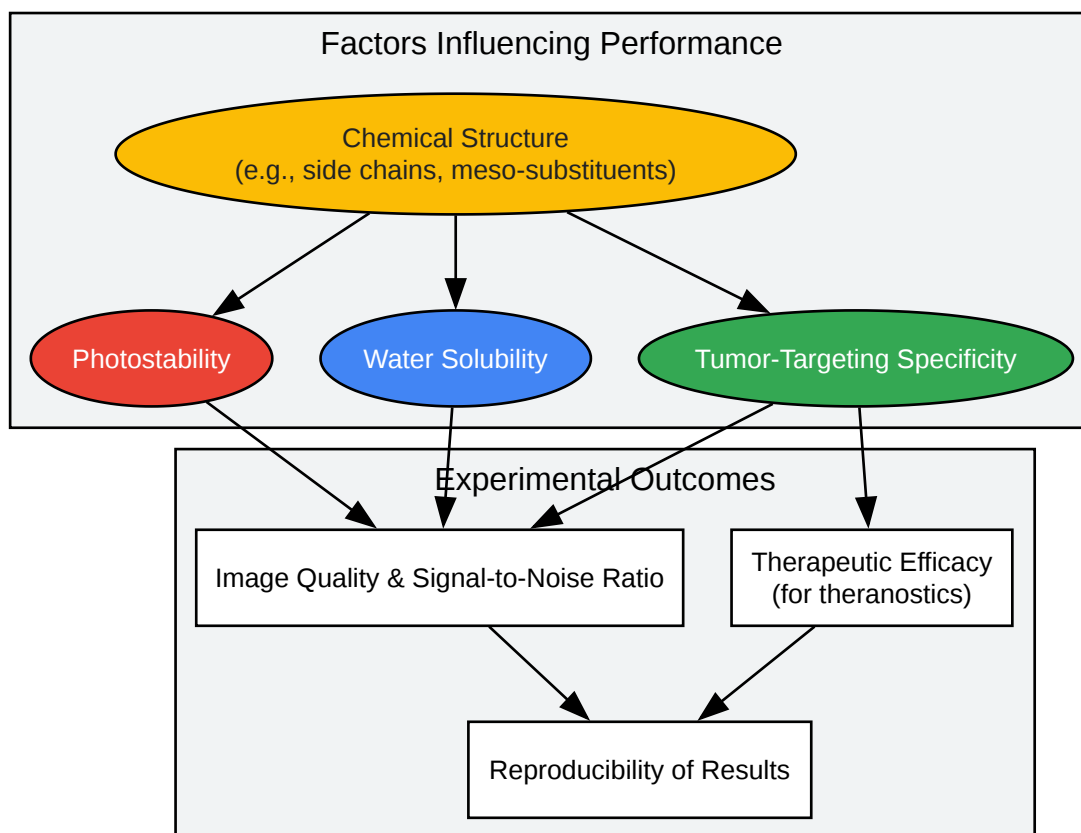 Factors Influencing Performance
Chemical Structure
(e.g., side chains, meso-substituents)
Photostability
Water Solubility
Tumor-Targeting Specificity
Experimental Outcomes
Image Quality & Signal-to-Noise Ratio
Therapeutic Efficacy
(for theranostics)
Reproducibility of Results